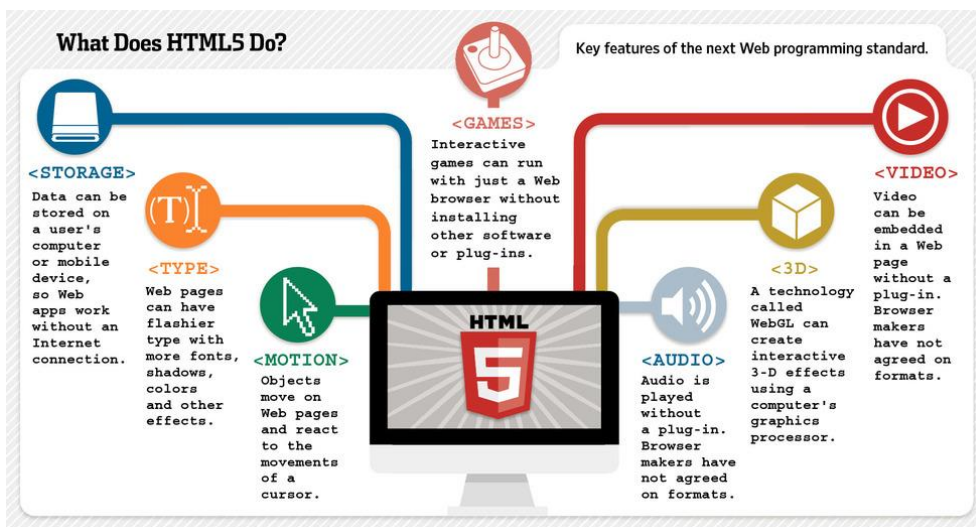 What Does HTML5 Do?
Key features of the next Web programming standard.
<STORAGE>
Data can be
stored on
a user's
computer
or mobile
device,
so Web
apps work
without an
Internet
connection.
(T)
<TYPE>
Web pages
can have
flashier
type with
more fonts,
shadows,
colors
and other
effects.
<MOTION>
Objects
move on
Web pages
and react
to the
movements
of a
cursor.
<GAMES>
Interactive
games can run
with just a Web
browser without
installing
other software
or plug-ins.
HTML
5
<AUDIO>
Audio is
played
without
a plug-in.
Browser
makers have
not agreed
on formats.
<3D>
A technology
called
WebGL can
create
interactive
3-D effects
using a
computer's
graphics
processor.
<VIDEO>
Video
can be
embedded
in a Web
page
without a
plug-in.
Browser
makers
have not
agreed on
formats.